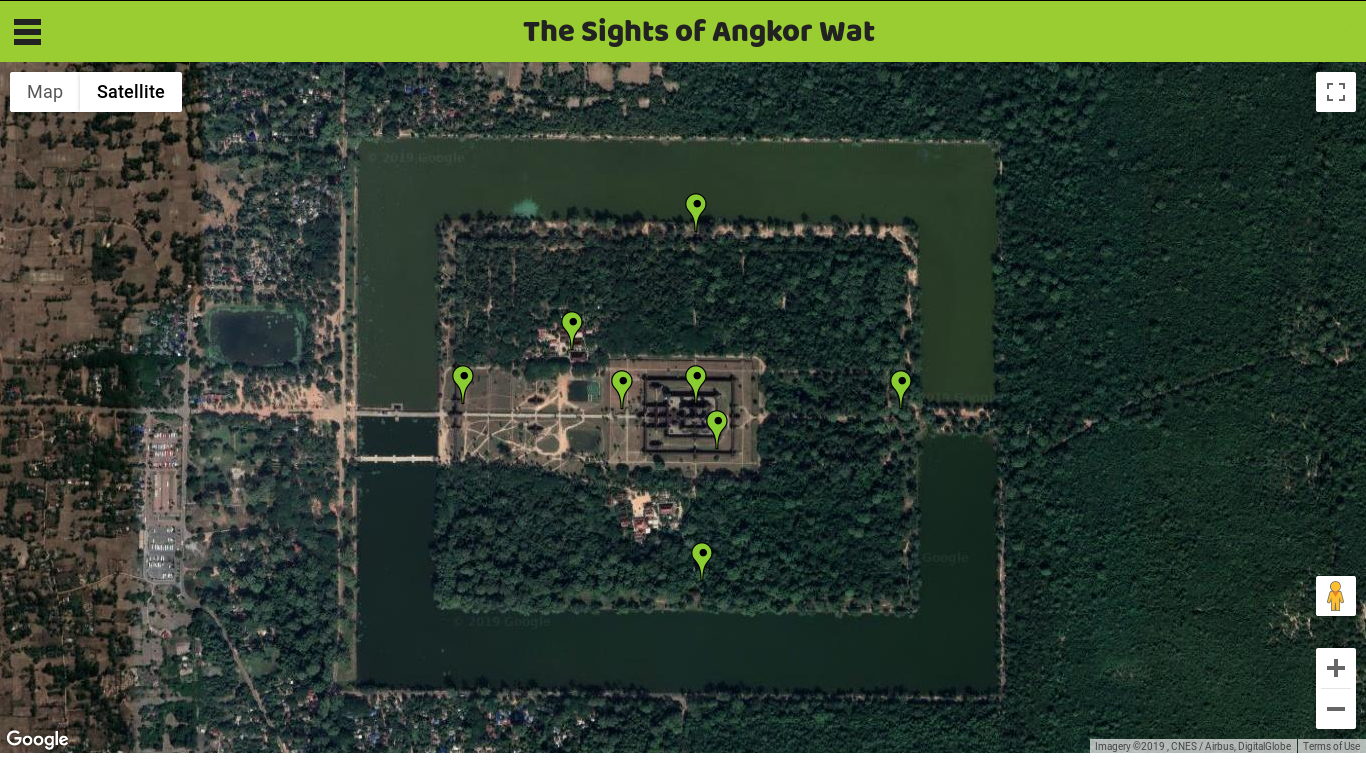 The Sights of Angkor Wat
Map
Satellite
© 2019 Google
Google
© 2019 Google
Google
Imagery ©2019 , CNES / Airbus, DigitalGlobe
Terms of Use